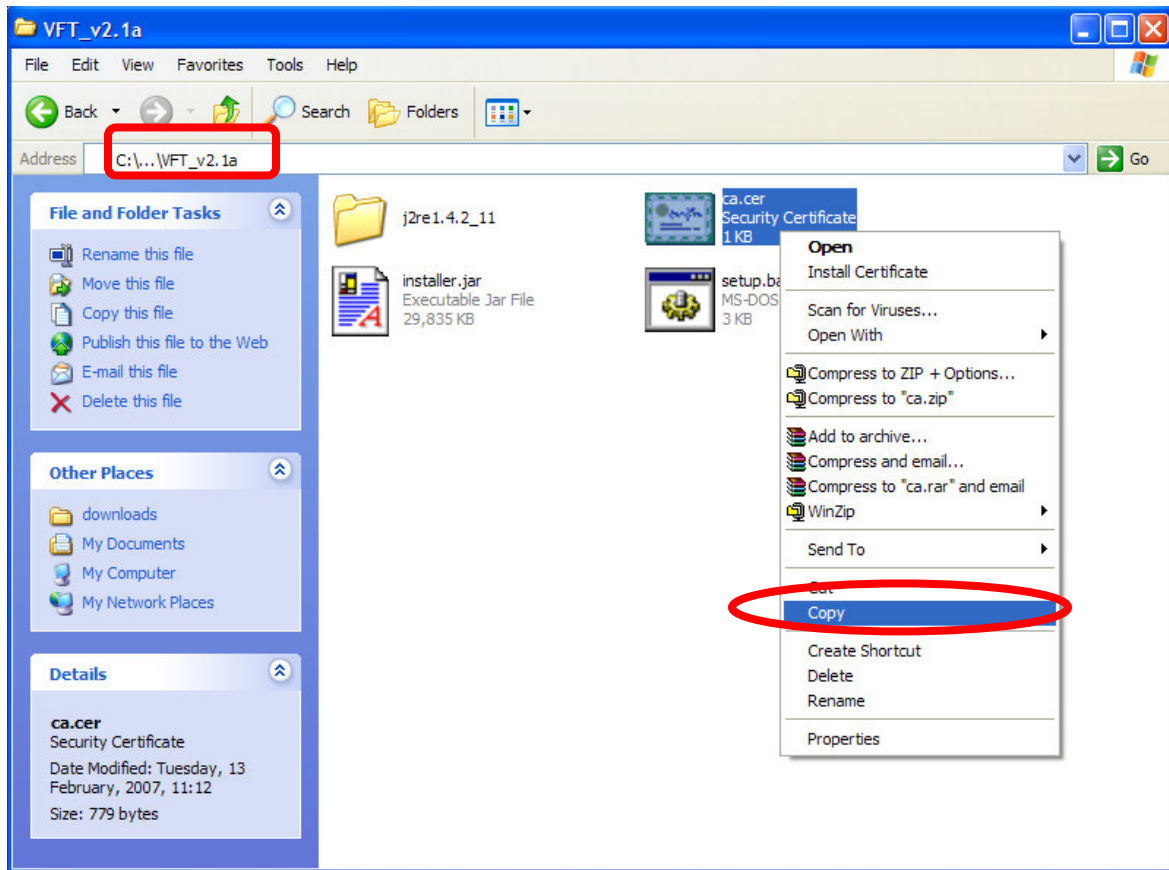 VFT_v2.1a
File Edit View Favorites Tools Help
Back Search Folders
Address C:\...\VFT_v2.1a Go
File and Folder Tasks
Rename this file
Move this file
Copy this file
Publish this file to the Web
E-mail this file
Delete this file
Other Places
downloads
My Documents
My Computer
My Network Places
Details
ca.cer
Security Certificate
Date Modified: Tuesday, 13
February, 2007, 11:12
Size: 779 bytes
j2re1.4.2_11
installer.jar
Executable Jar File
29,835 KB
ca.cer
Security Certificate
1 KB
setup.ba
MS-DOS
3 KB
Open
Install Certificate
Scan for Viruses...
Open With
Compress to ZIP + Options...
Compress to "ca.zip"
Add to archive...
Compress and email...
Compress to "ca.rar" and email
WinZip
Send To
Cut
Copy
Create Shortcut
Delete
Rename
Properties